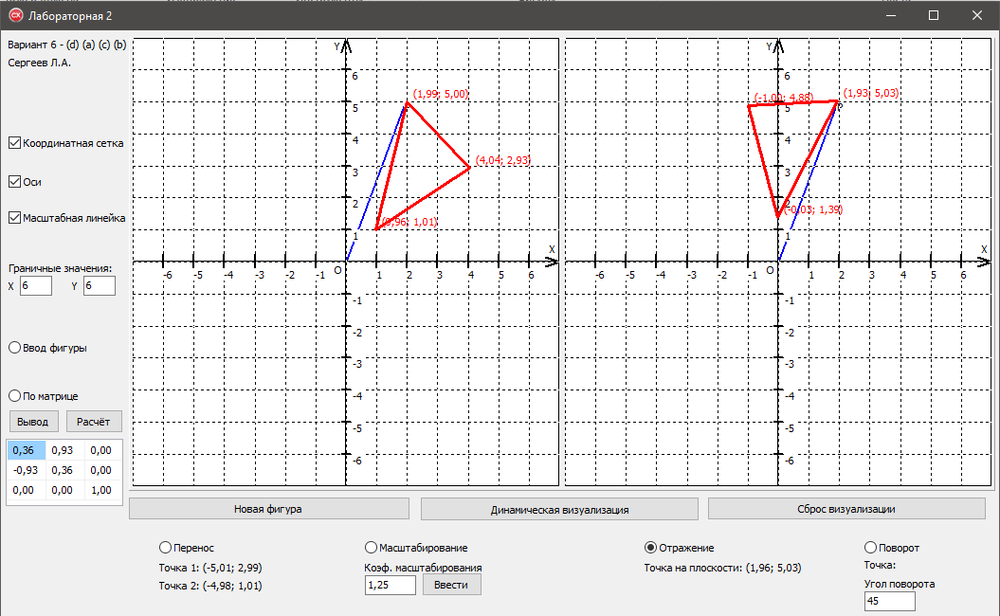 Лабораторная 2
Вариант 6 - (d) (a) (c) (b)
Сергеев Л.А.
Координатная сетка
Оси
Масштабная линейка
Граничные значения:
X 6 Y 6
Ввод фигуры
По матрице
Вывод Расчёт
0,36 0,93 0,00
-0,93 0,36 0,00
0,00 0,00 1,00
Y
6
(1,99; 5,00)
5
4
(4,04; 2,93)
3
2
(0,96; 1,01)
1
X
O
-6 -5 -4 -3 -2 -1 1 2 3 4 5 6
-1
-2
-3
-4
-5
-6
Y
6
(-1,00; 4,88) (1,93; 5,03)
5 P
4
3
2
(-0,03; 1,39)
1
X
O
-6 -5 -4 -3 -2 -1 1 2 3 4 5 6
-1
-2
-3
-4
-5
-6
Новая фигура Динамическая визуализация Сброс визуализации
Перенос
Точка 1: (-5,01; 2,99)
Точка 2: (-4,98; 1,01)
Масштабирование
Коэф. масштабирования
1,25 Ввести
Отражение
Точка на плоскости: (1,96; 5,03)
Поворот
Точка:
Угол поворота
45